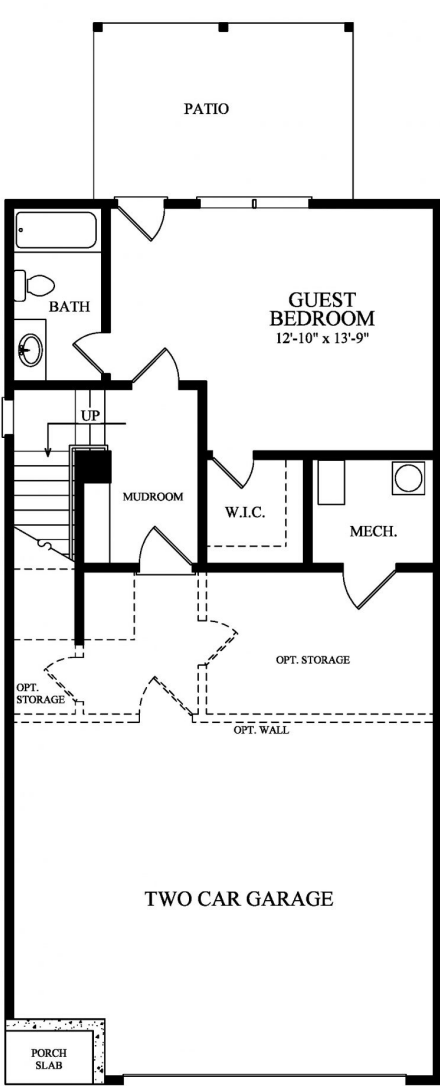 PATIO
GUEST
BEDROOM
12'-10" x 13'-9"
BATH
UP
MUDROOM
W.I.C.
MECH.
OPT. STORAGE
OPT.
STORAGE
OPT. WALL
TWO CAR GARAGE
PORCH
SLAB